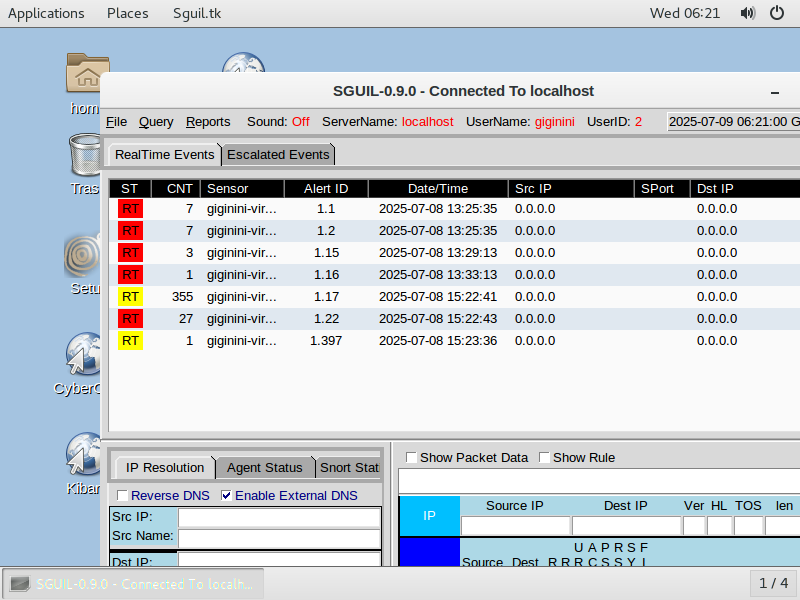 Applications Places Sguil.tk Wed 06:21
hom
SGUIL-0.9.0 - Connected To localhost
File Query Reports Sound: Off ServerName: localhost UserName: giginini UserID: 2 2025-07-09 06:21:00 G
Tras
RealTime Events Escalated Events
ST CNT Sensor Alert ID Date/Time Src IP SPort Dst IP
RT 7 giginini-vir... 1.1 2025-07-08 13:25:35 0.0.0.0 0.0.0.0
RT 7 giginini-vir... 1.2 2025-07-08 13:25:35 0.0.0.0 0.0.0.0
RT 3 giginini-vir... 1.15 2025-07-08 13:29:13 0.0.0.0 0.0.0.0
RT 1 giginini-vir... 1.16 2025-07-08 13:33:13 0.0.0.0 0.0.0.0
Setu
RT 355 giginini-vir... 1.17 2025-07-08 15:22:41 0.0.0.0 0.0.0.0
RT 27 giginini-vir... 1.22 2025-07-08 15:22:43 0.0.0.0 0.0.0.0
RT 1 giginini-vir... 1.397 2025-07-08 15:23:36 0.0.0.0 0.0.0.0
CyberC
Kibar
IP Resolution Agent Status Snort Stat
Reverse DNS Enable External DNS
Src IP:
Src Name:
Dst IP:
Show Packet Data Show Rule
IP Source IP Dest IP Ver HL TOS len
U A P R S F
Source Dest R R R C S S Y I
SGUIL-0.9.0 - Connected To localh... 1 / 4